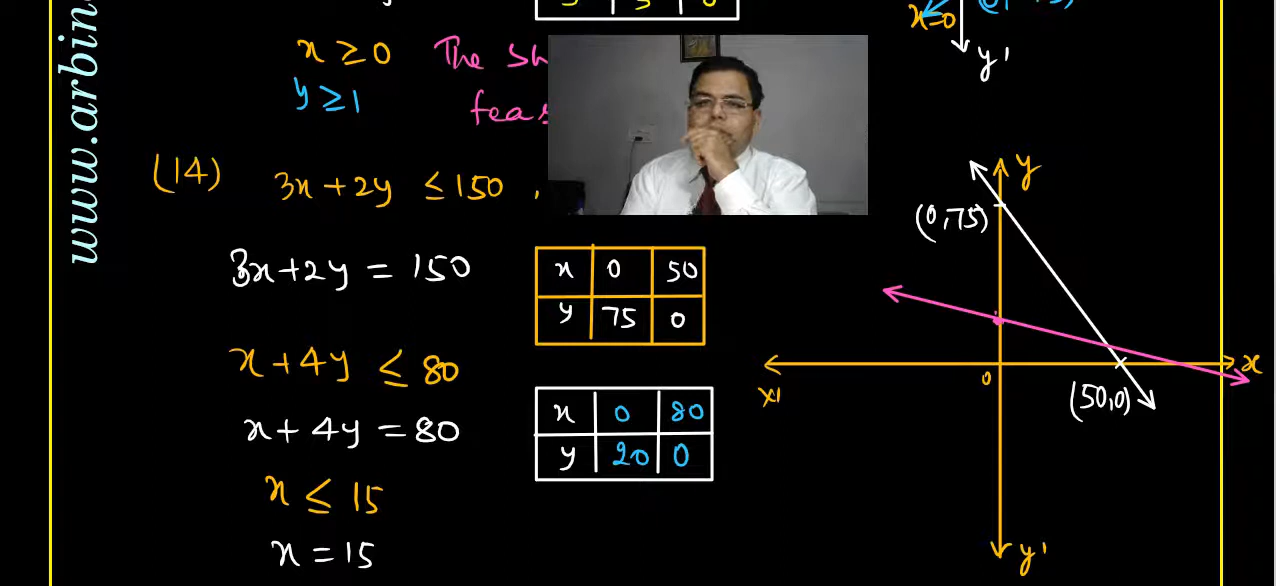 www.arbin
x ≥ 0 The sh
y ≥ 1 feas
(14) 3x + 2y ≤ 150 ,
3x + 2y = 150
x 0 50
y 75 0
x + 4y ≤ 80
x + 4y = 80
x 0 80
y 20 0
x ≤ 15
x = 15
x=0
y'
y
(0,75)
x' 0 x
(50,0)
y'